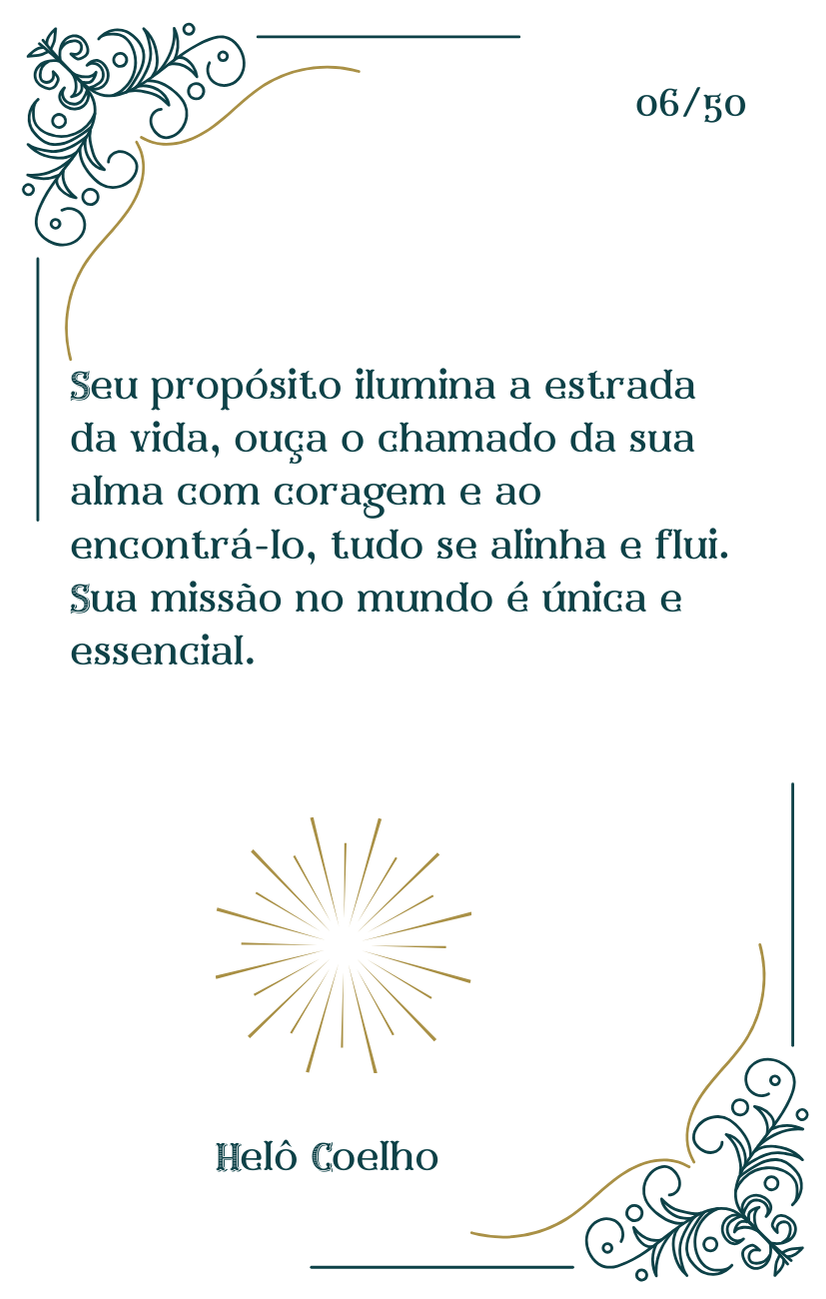 06/50
Seu propósito ilumina a estrada
da vida, ouça o chamado da sua
alma com coragem e ao
encontrá-lo, tudo se alinha e flui.
Sua missão no mundo é única e
essencial.
Helô Coelho